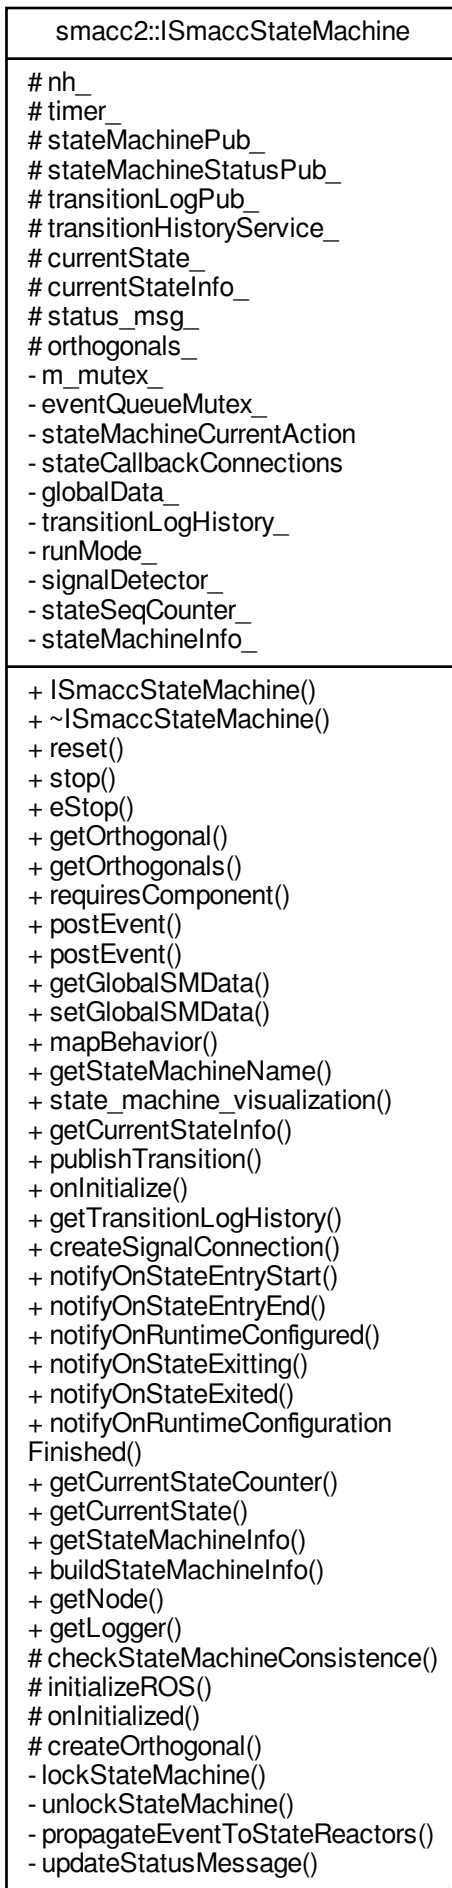 smacc2::ISmaccStateMachine
# nh_
# timer_
# stateMachinePub_
# stateMachineStatusPub_
# transitionLogPub_
# transitionHistoryService_
# currentState_
# currentStateInfo_
# status_msg_
# orthogonals_
- m_mutex_
- eventQueueMutex_
- stateMachineCurrentAction
- stateCallbackConnections
- globalData_
- transitionLogHistory_
- runMode_
- signalDetector_
- stateSeqCounter_
- stateMachineInfo_
+ ISmaccStateMachine()
+ ~ISmaccStateMachine()
+ reset()
+ stop()
+ eStop()
+ getOrthogonal()
+ getOrthogonals()
+ requiresComponent()
+ postEvent()
+ postEvent()
+ getGlobalSMData()
+ setGlobalSMData()
+ mapBehavior()
+ getStateMachineName()
+ state_machine_visualization()
+ getCurrentStateInfo()
+ publishTransition()
+ onInitialize()
+ getTransitionLogHistory()
+ createSignalConnection()
+ notifyOnStateEntryStart()
+ notifyOnStateEntryEnd()
+ notifyOnRuntimeConfigured()
+ notifyOnStateExitting()
+ notifyOnStateExited()
+ notifyOnRuntimeConfiguration
Finished()
+ getCurrentStateCounter()
+ getCurrentState()
+ getStateMachineInfo()
+ buildStateMachineInfo()
+ getNode()
+ getLogger()
# checkStateMachineConsistence()
# initializeROS()
# onInitialized()
# createOrthogonal()
- lockStateMachine()
- unlockStateMachine()
- propagateEventToStateReactors()
- updateStatusMessage()